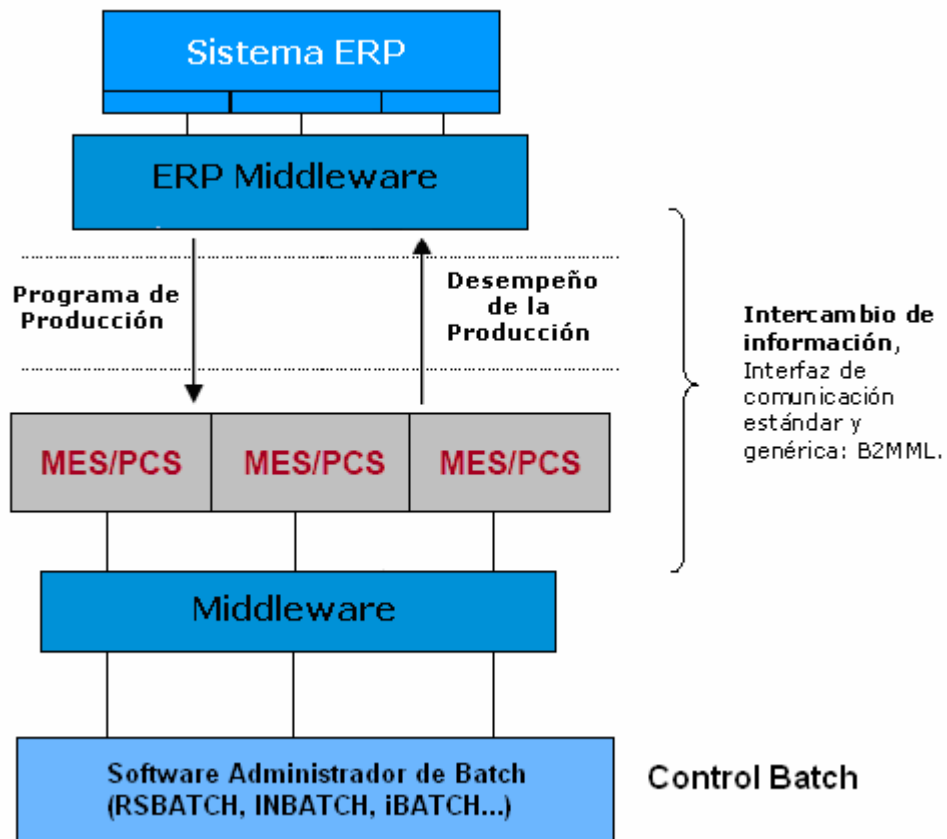 Sistema ERP
ERP Middleware
Programa de
Producción
Desempeño
de la
Producción
Intercambio de
información,
Interfaz de
comunicación
estándar y
genérica: B2MML.
MES/PCS
MES/PCS
MES/PCS
Middleware
Software Administrador de Batch
(RSBATCH, INBATCH, iBATCH...)
Control Batch